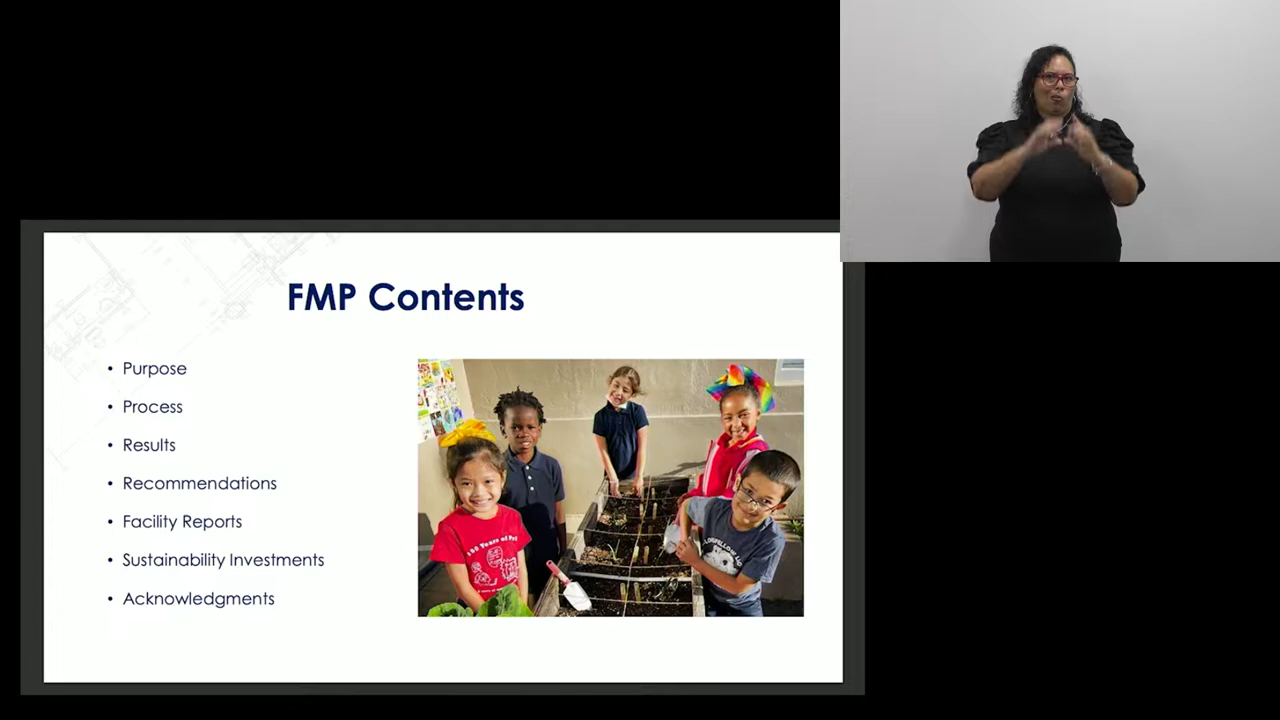 FMP Contents
• Purpose
• Process
• Results
• Recommendations
• Facility Reports
• Sustainability Investments
• Acknowledgments